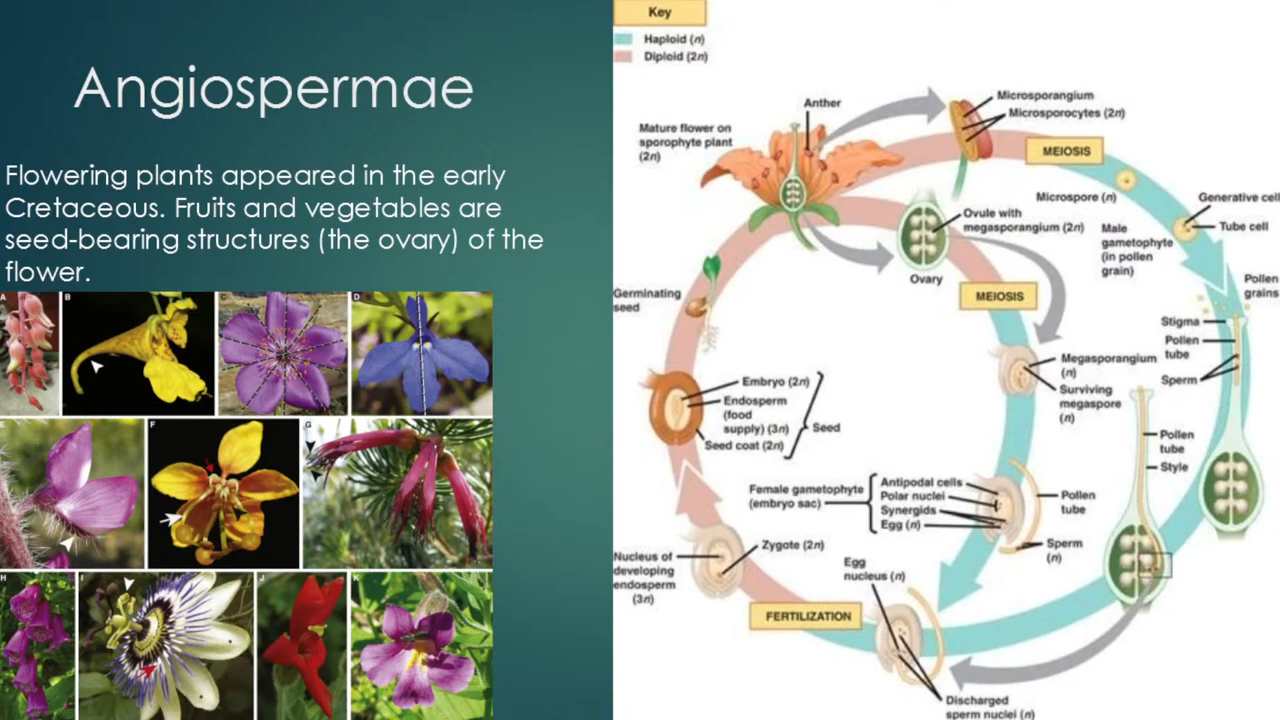 Angiospermae
Flowering plants appeared in the early
Cretaceous. Fruits and vegetables are
seed-bearing structures (the ovary) of the
flower.
A
B
C
D
E
F
G
H
I
J
K
Key
Haploid (n)
Diploid (2n)
Anther
Mature flower on
sporophyte plant
(2n)
Microsporangium
Microsporocytes (2n)
MEIOSIS
Microspore (n)
Generative cell
Tube cell
Male
gametophyte
(in pollen
grain)
Ovule with
megasporangium (2n)
Ovary
MEIOSIS
Pollen
grains
Stigma
Pollen
tube
Sperm
Germinating
seed
Megasporangium
(n)
Surviving
megaspore
(n)
Embryo (2n)
Endosperm
(food
supply) (3n)
Seed coat (2n)
Seed
Pollen
tube
Style
Female gametophyte
(embryo sac)
Antipodal cells
Polar nuclei
Synergids
Egg (n)
Pollen
tube
Sperm
(n)
Zygote (2n)
Nucleus of
developing
endosperm
(3n)
Egg
nucleus (n)
FERTILIZATION
Discharged
sperm nuclei (n)